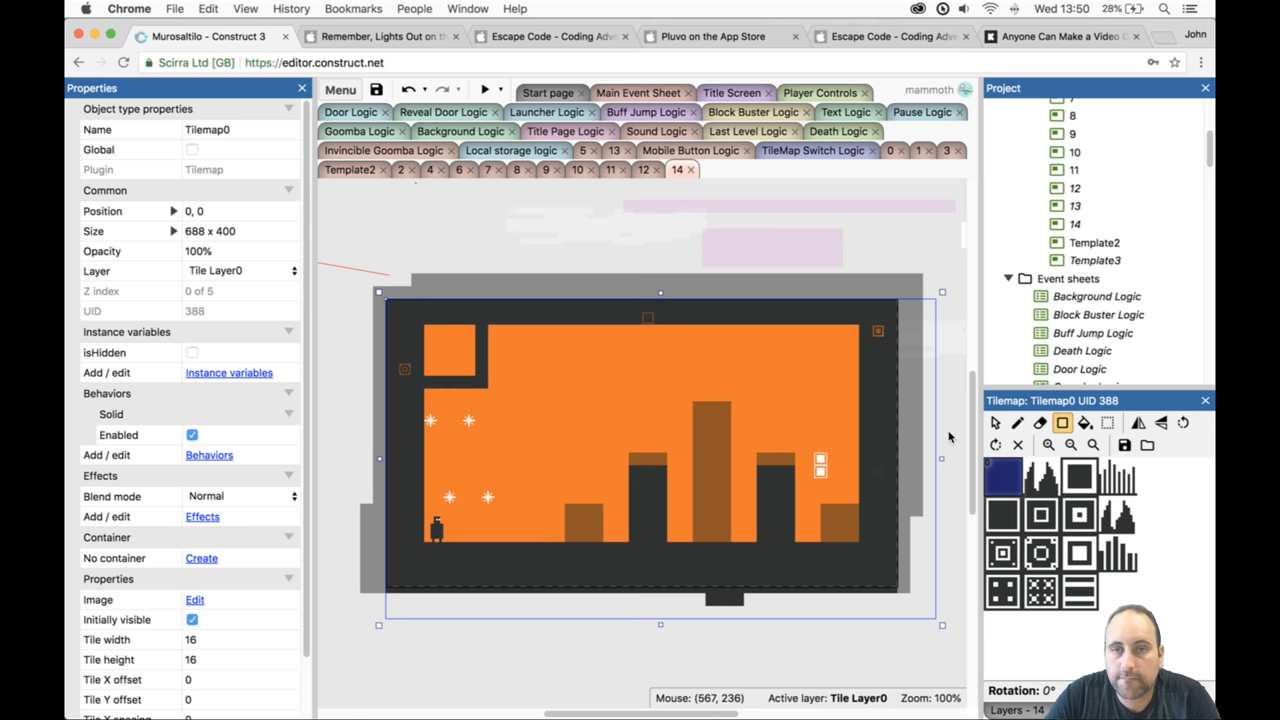 Chrome File Edit View History Bookmarks People Window Help Wed 13:50 28%
Murosaltilo - Construct 3 × Remember, Lights Out on th × Escape Code - Coding Adve × Pluvo on the App Store × Escape Code - Coding Adve × Anyone Can Make a Video G × John
Scirra Ltd [GB] https://editor.construct.net
Properties ×
Object type properties
Name Tilemap0
Global
Plugin Tilemap
Common
Position 0, 0
Size 688 x 400
Opacity 100%
Layer Tile Layer0
Z index 0 of 5
UID 388
Instance variables
isHidden
Add / edit Instance variables
Behaviors
Solid
Enabled
Add / edit Behaviors
Effects
Blend mode Normal
Add / edit Effects
Container
No container Create
Properties
Image Edit
Initially visible
Tile width 16
Tile height 16
Tile X offset 0
Tile Y offset 0
Menu Start page × Main Event Sheet × Title Screen × Player Controls × mammoth
Door Logic × Reveal Door Logic × Launcher Logic × Buff Jump Logic × Block Buster Logic × Text Logic × Pause Logic ×
Goomba Logic × Background Logic × Title Page Logic × Sound Logic × Last Level Logic × Death Logic ×
Invincible Goomba Logic × Local storage logic × 5 × 13 × Mobile Button Logic × TileMap Switch Logic × 0 × 1 × 3 ×
Template2 × 2 × 4 × 6 × 7 × 8 × 9 × 10 × 11 × 12 × 14 ×
Mouse: (567, 236) Active layer: Tile Layer0 Zoom: 100%
Project ×
8
9
10
11
12
13
14
Template2
Template3
Event sheets
Background Logic
Block Buster Logic
Buff Jump Logic
Death Logic
Door Logic
Tilemap: Tilemap0 UID 388 ×
Rotation: 0°
Layers - 14